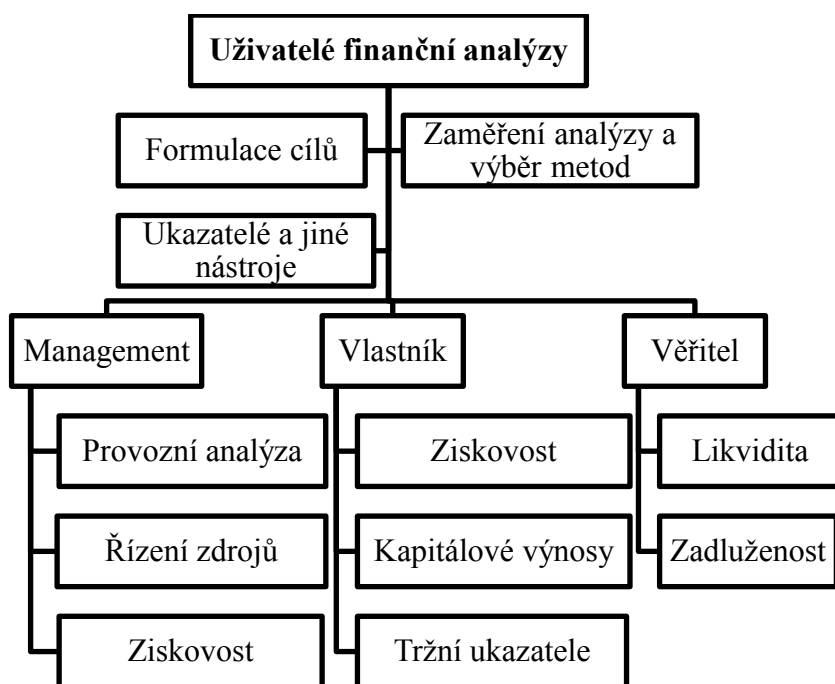 Uživatelé finanční analýzy
Formulace cílů
Zaměření analýzy a
výběr metod
Ukazatelé a jiné
nástroje
Management
Vlastník
Věřitel
Provozní analýza
Ziskovost
Likvidita
Řízení zdrojů
Kapitálové výnosy
Zadluženost
Ziskovost
Tržní ukazatele